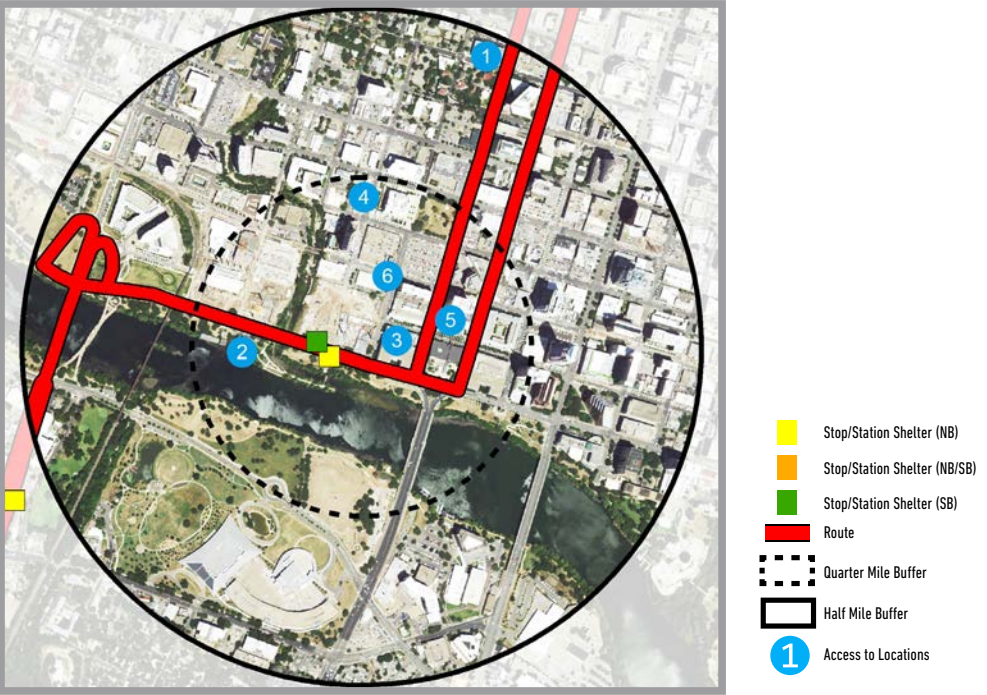 1
4
6
5
3
2
Stop/Station Shelter (NB)
Stop/Station Shelter (NB/SB)
Stop/Station Shelter (SB)
Route
Quarter Mile Buffer
Half Mile Buffer
1 Access to Locations